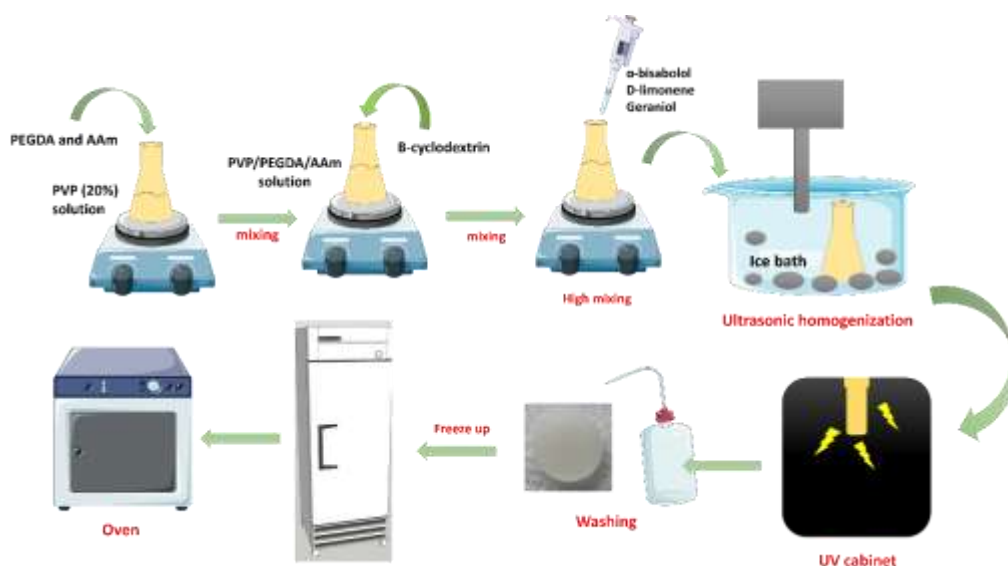 PEGDA and AAm
PVP (20%)
solution
mixing
PVP/PEGDA/AAm
solution
B-cyclodextrin
mixing
α-bisabolol
D-limonene
Geraniol
High mixing
Ice bath
Ultrasonic homogenization
UV cabinet
Washing
Freeze up
Oven